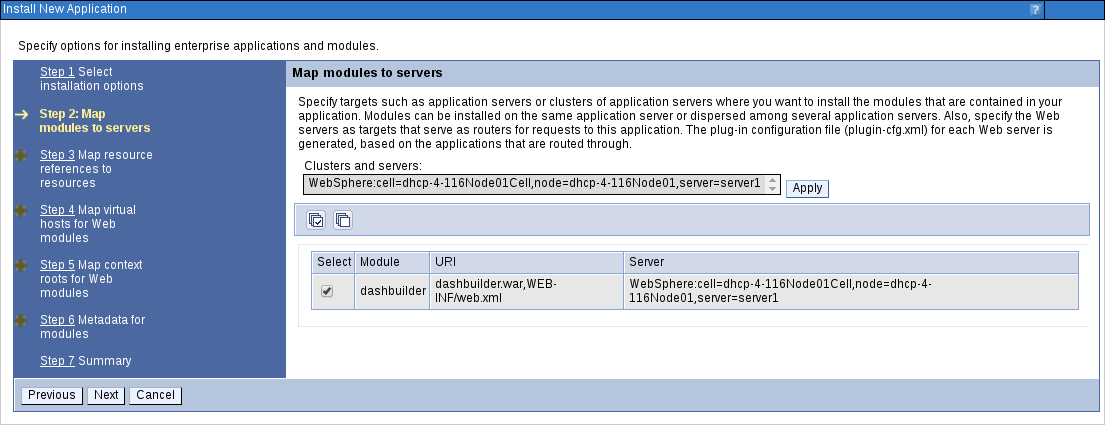 Install New Application
?
Specify options for installing enterprise applications and modules.
Step 1 Select
installation options
Step 2: Map
modules to servers
Step 3 Map resource
references to
resources
Step 4 Map virtual
hosts for Web
modules
Step 5 Map context
roots for Web
modules
Step 6 Metadata for
modules
Step 7 Summary
Map modules to servers
Specify targets such as application servers or clusters of application servers where you want to install the modules that are contained in your
application. Modules can be installed on the same application server or dispersed among several application servers. Also, specify the Web
servers as targets that serve as routers for requests to this application. The plug-in configuration file (plugin-cfg.xml) for each Web server is
generated, based on the applications that are routed through.
Clusters and servers:
WebSphere:cell=dhcp-4-116Node01Cell,node=dhcp-4-116Node01,server=server1
Apply
Select Module URI Server
dashbuilder
dashbuilder.war,WEB-
INF/web.xml
WebSphere:cell=dhcp-4-116Node01Cell,node=dhcp-4-
116Node01,server=server1
Previous Next Cancel